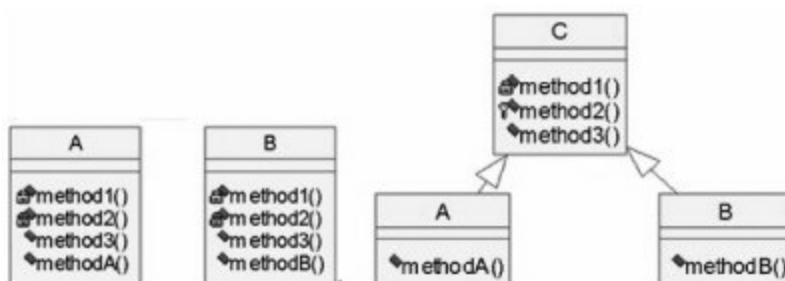 A
method1()
method2()
method3()
methodA()
B
method1()
method2()
method3()
methodB()
C
method1()
method2()
method3()
A
methodA()
B
methodB()